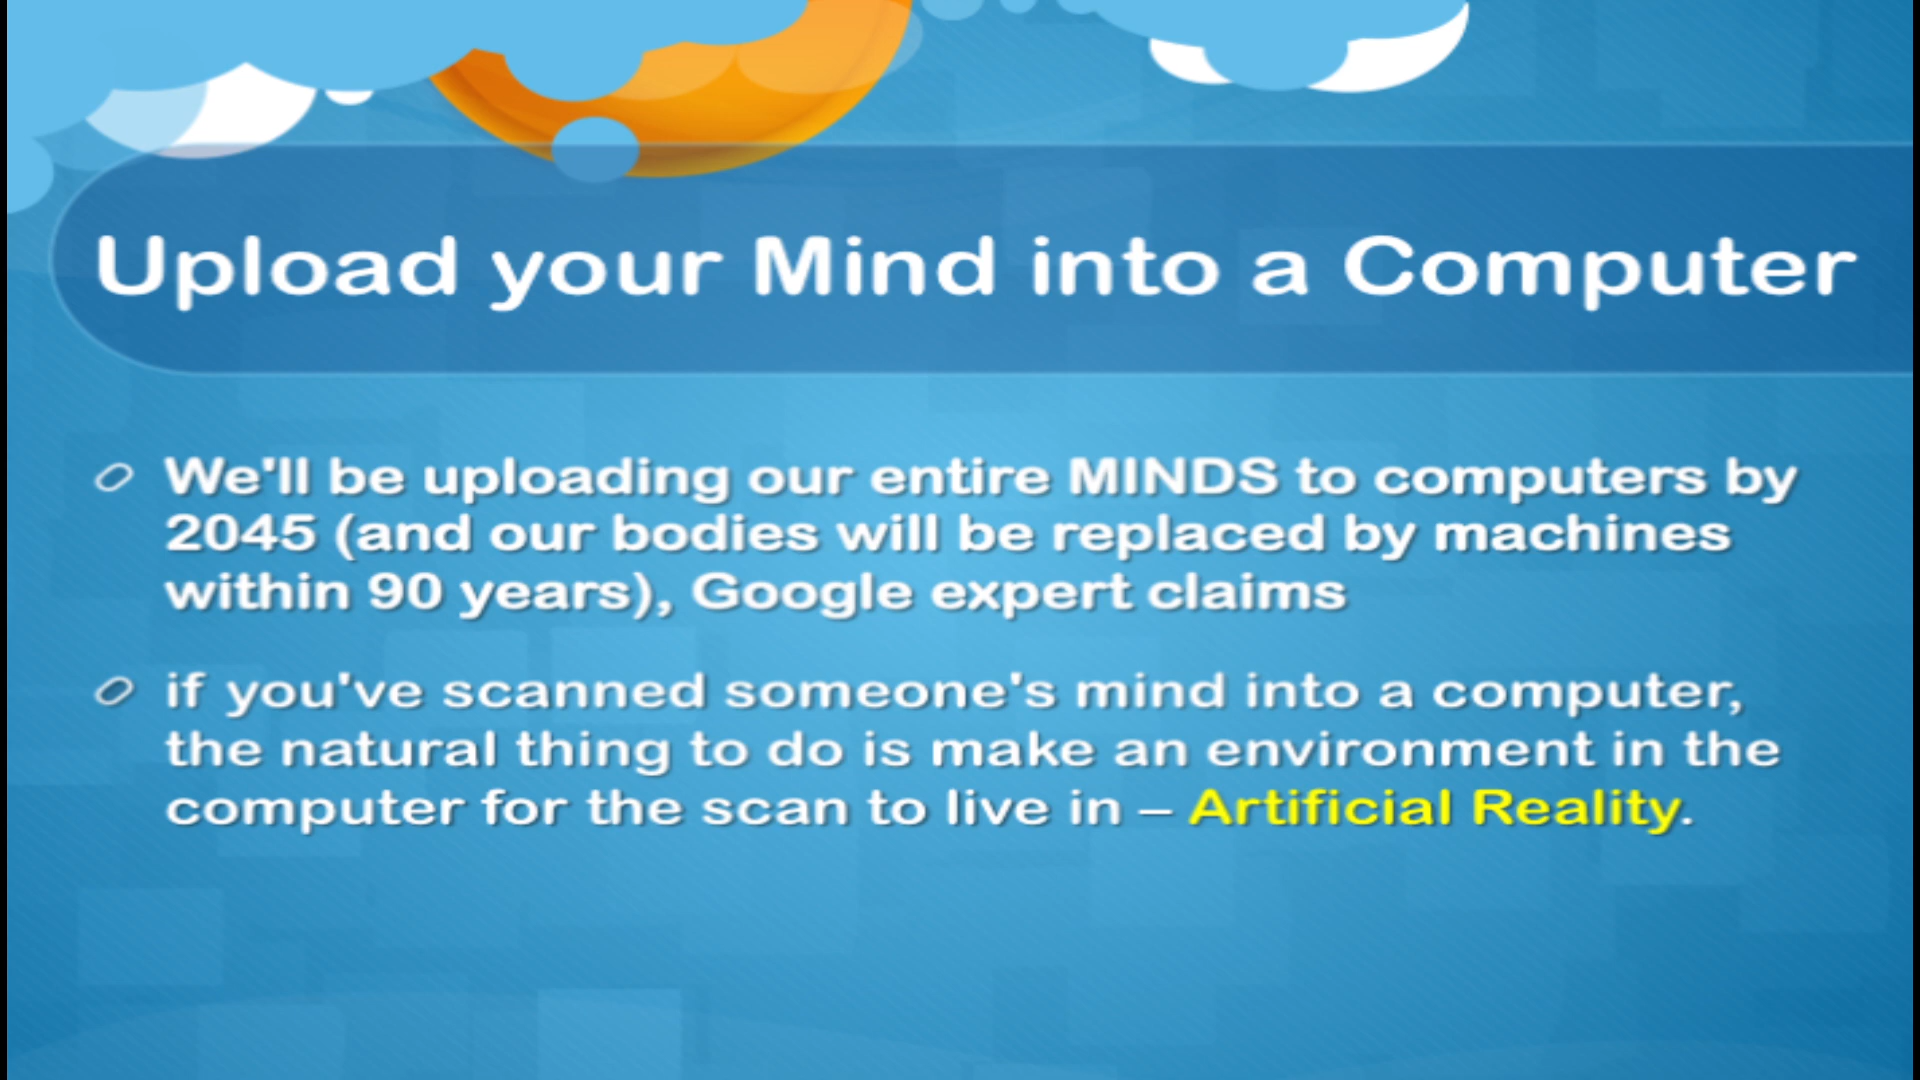 Upload your Mind into a Computer
We'll be uploading our entire MINDS to computers by
2045 (and our bodies will be replaced by machines
within 90 years), Google expert claims
if you've scanned someone's mind into a computer,
the natural thing to do is make an environment in the
computer for the scan to live in – Artificial Reality.